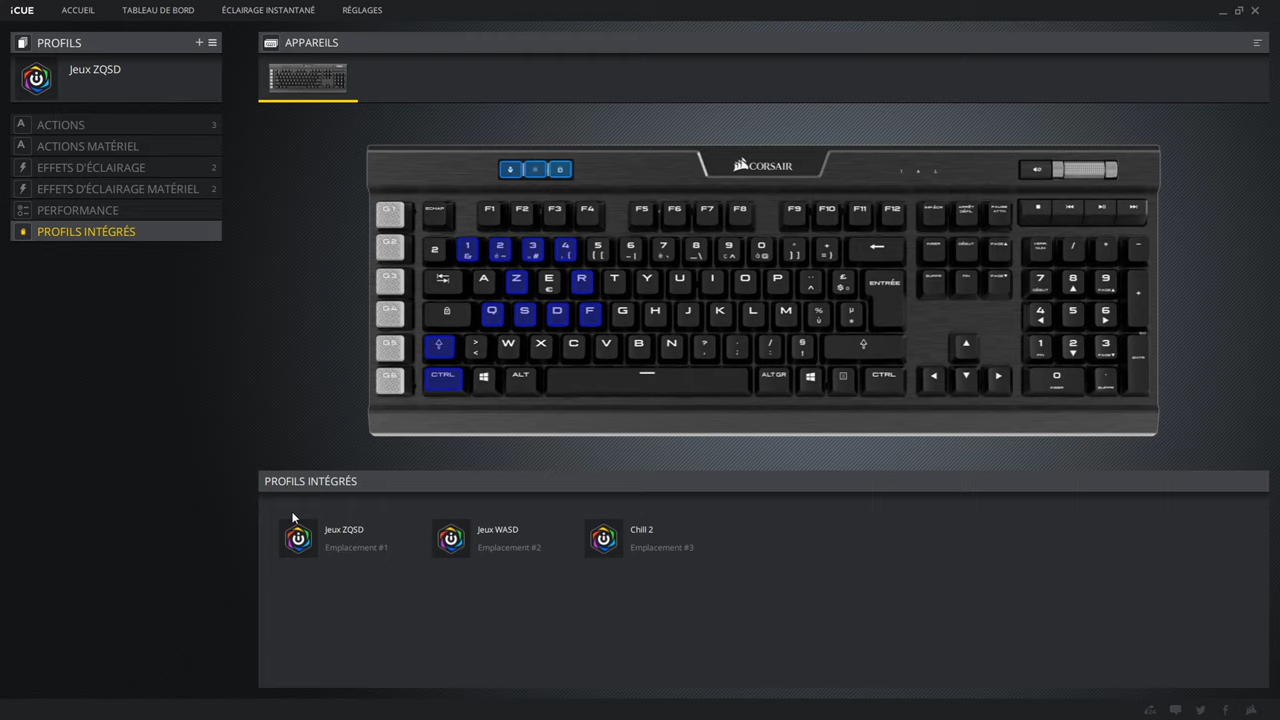 iCUE ACCUEIL TABLEAU DE BORD ÉCLAIRAGE INSTANTANÉ RÉGLAGES
PROFILS
APPAREILS
Jeux ZQSD
ACTIONS 3
ACTIONS MATÉRIEL
EFFETS D'ÉCLAIRAGE 2
EFFETS D'ÉCLAIRAGE MATÉRIEL 2
PERFORMANCE
PROFILS INTÉGRÉS
CORSAIR
G1 ECHAP F1 F2 F3 F4 F5 F6 F7 F8 F9 F10 F11 F12
G2 2 1 2 3 4 5 6 7 8 9 0 /
G3 A Z E R T Y U I O P ENTRÉE 7 8 9
G4 Q S D F G H J K L M 4 5 6
G5 W X C V B N 1 2 3
G6 CTRL ALT ALT GR CTRL 0
PROFILS INTÉGRÉS
Jeux ZQSD
Emplacement #1
Jeux WASD
Emplacement #2
Chill 2
Emplacement #3